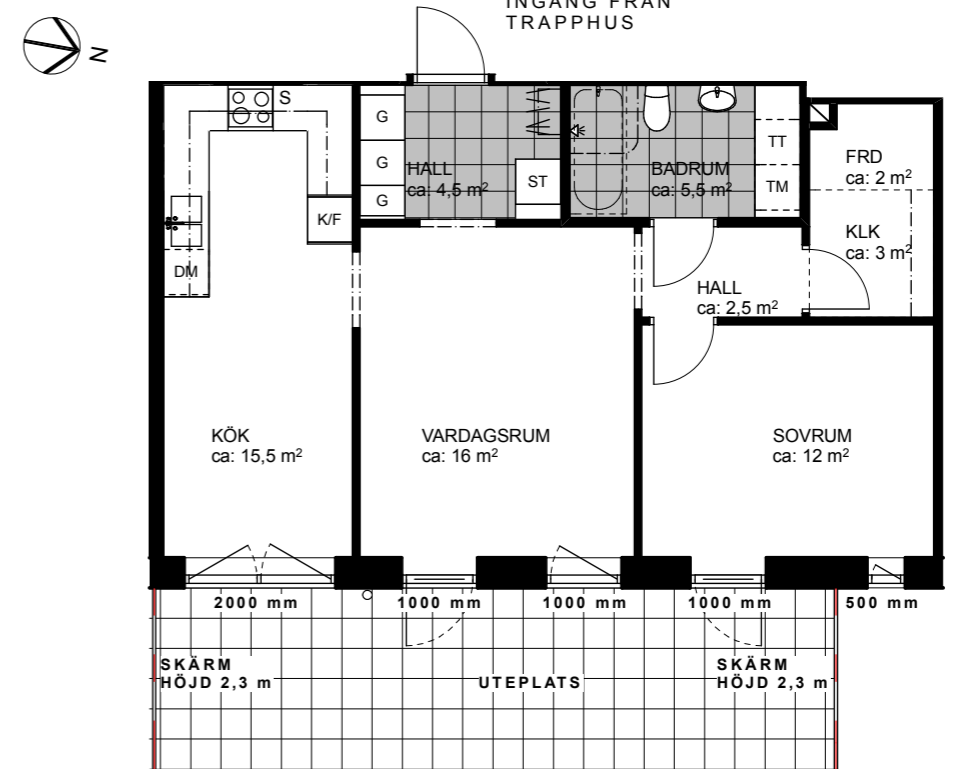 INGÅNG FRÅN
TRAPPHUS
N
S
G
G
G
HALL
ca: 4,5 m²
ST
BADRUM
ca: 5,5 m²
TT
TM
FRD
ca: 2 m²
KLK
ca: 3 m²
K/F
DM
HALL
ca: 2,5 m²
KÖK
ca: 15,5 m²
VARDAGSRUM
ca: 16 m²
SOVRUM
ca: 12 m²
2000 mm
1000 mm
1000 mm
1000 mm
500 mm
SKÄRM
HÖJD 2,3 m
UTEPLATS
SKÄRM
HÖJD 2,3 m